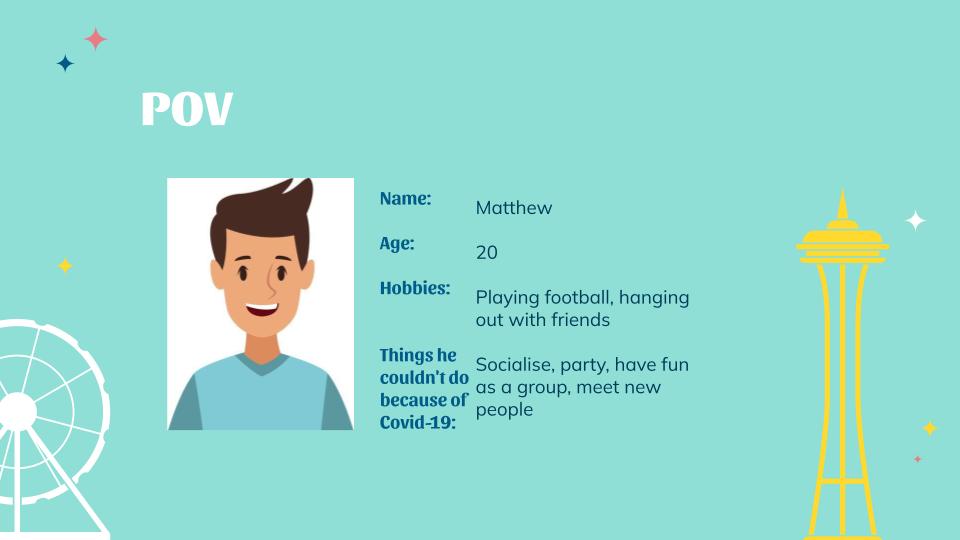 POV
Name:
Matthew
Age:
20
Hobbies:
Playing football, hanging
out with friends
Things he
couldn't do
because of
Covid-19:
Socialise, party, have fun
as a group, meet new
people